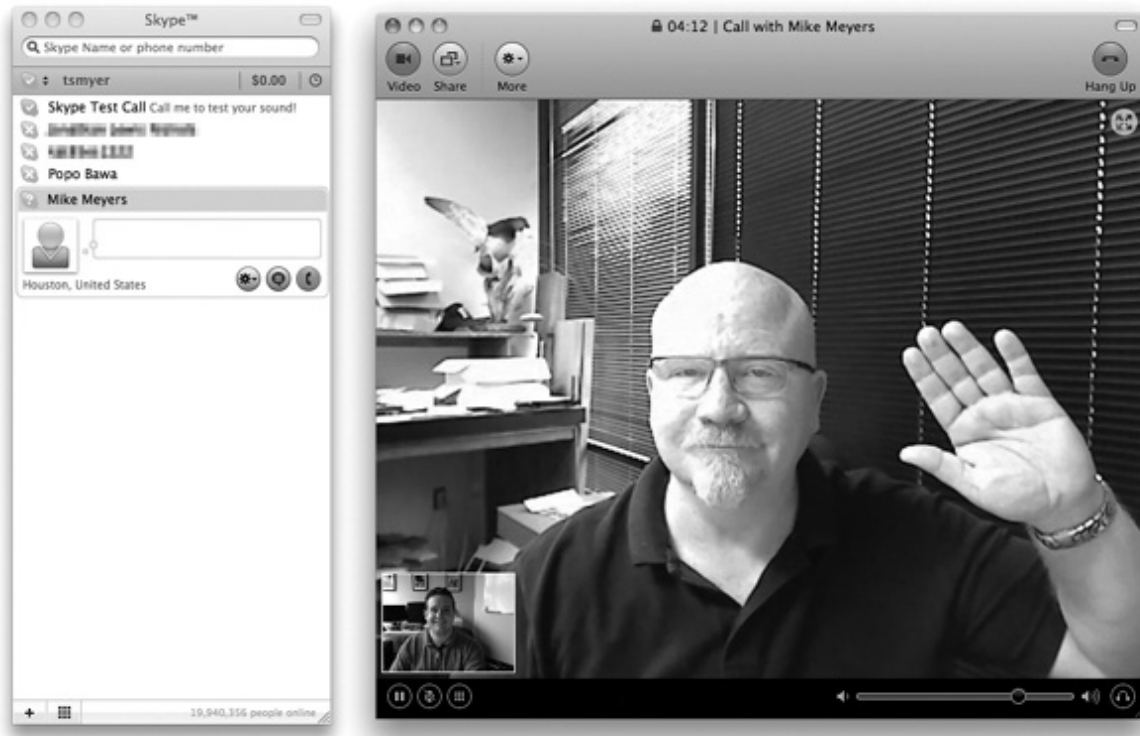 Skype™
Skype Name or phone number
tsmyer $0.00
Skype Test Call Call me to test your sound!
Popo Bawa
Mike Meyers
Houston, United States
19,940,356 people online
04:12 | Call with Mike Meyers
Video Share More Hang Up